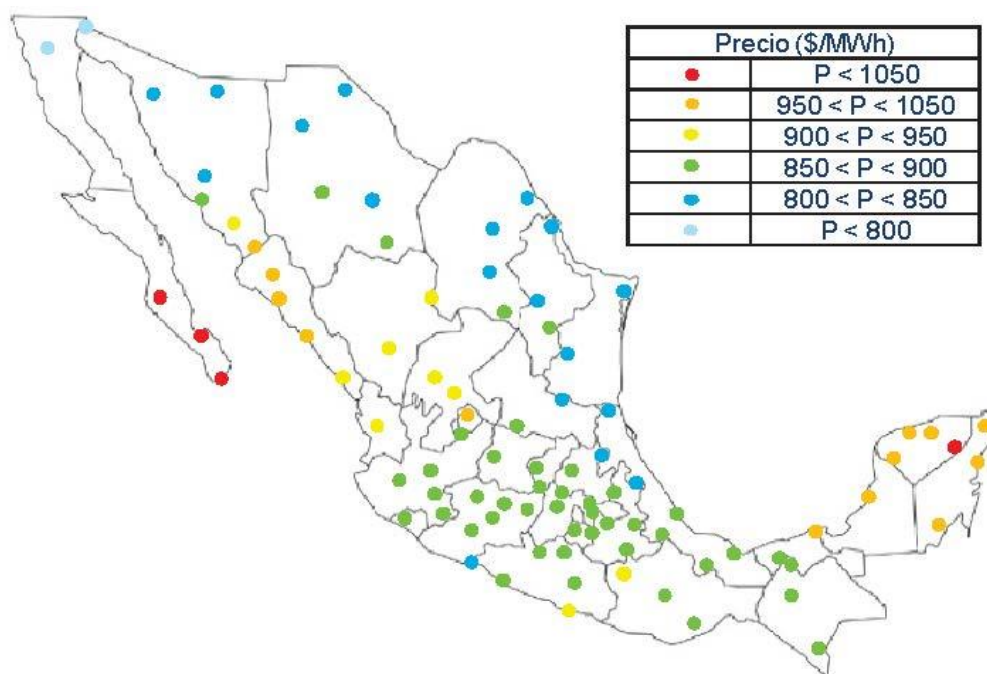 Precio ($/MWh)
P < 1050
950 < P < 1050
900 < P < 950
850 < P < 900
800 < P < 850
P < 800